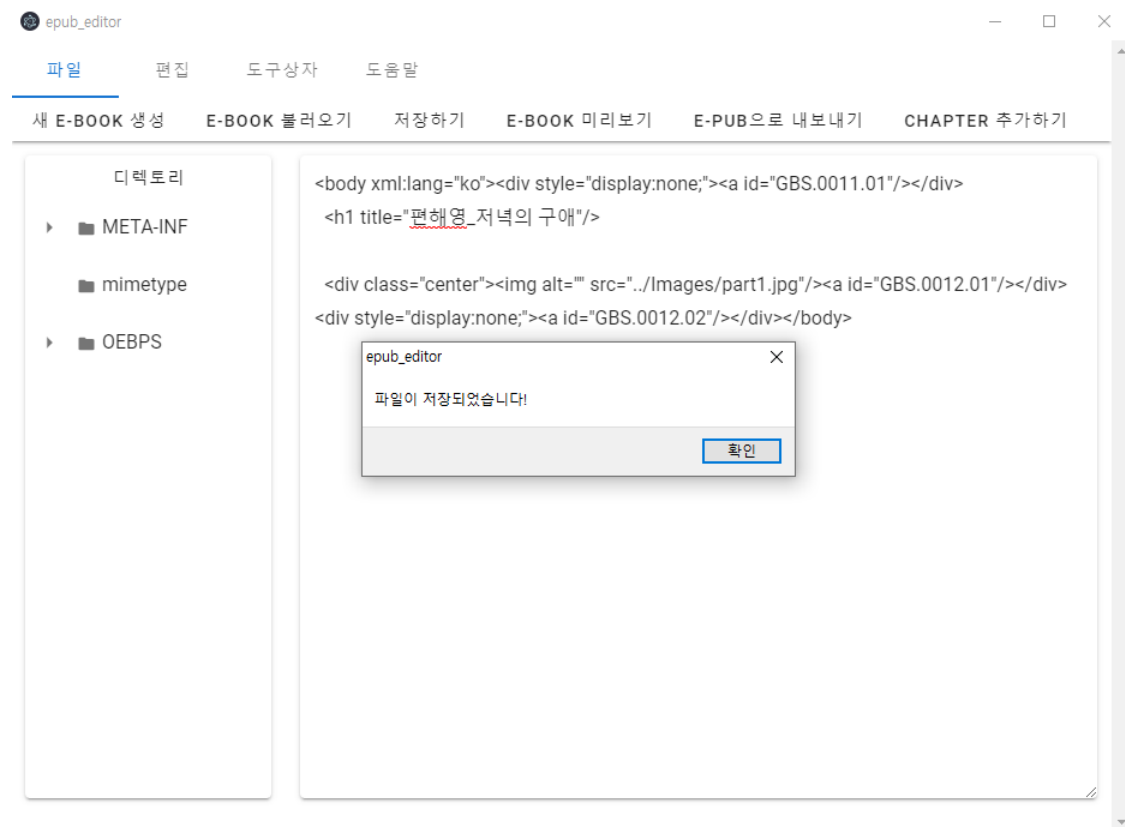 epub_editor
파일 편집 도구상자 도움말
새 E-BOOK 생성 E-BOOK 불러오기 저장하기 E-BOOK 미리보기 E-PUB으로 내보내기 CHAPTER 추가하기
디렉토리
META-INF
mimetype
OEBPS
<body xml:lang="ko"><div style="display:none;"><a id="GBS.0011.01"/></div>
<h1 title="편해영_저녁의 구애"/>
<div class="center"><img alt="" src="../Images/part1.jpg"/><a id="GBS.0012.01"/></div>
<div style="display:none;"><a id="GBS.0012.02"/></div></body>
epub_editor
파일이 저장되었습니다!
확인